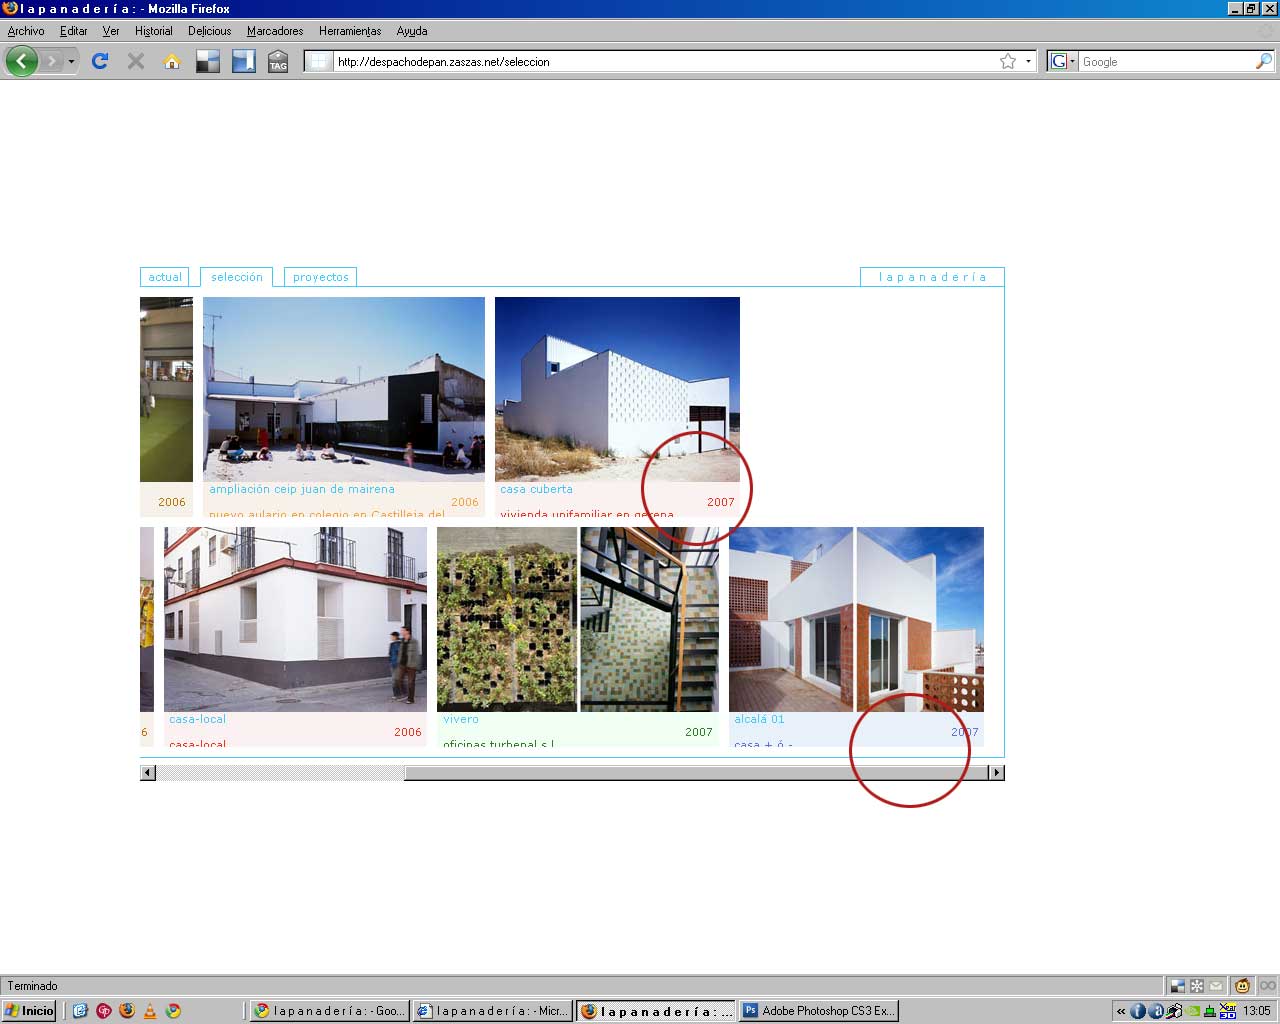 l a p a n a d e r í a : - Mozilla Firefox
Archivo Editar Ver Historial Delicious Marcadores Herramientas Ayuda
TAG
http://despachodepan.zaszas.net/seleccion
G
Google
actual selección proyectos l a p a n a d e r í a
2006
ampliación ceip juan de mairena
2006
nuevo aulario en colegio en Castilleja del
casa cuberta
2007
vivienda unifamiliar en gerena
6
casa-local
2006
casa-local
vivero
2007
oficinas turbepal s.l.
alcalá 01
2007
casa + ó -
Terminado
Inicio
l a p a n a d e r í a : - Goo...
l a p a n a d e r í a : - Micr...
l a p a n a d e r í a : ...
Ps Adobe Photoshop CS3 Ex...
« 13:05